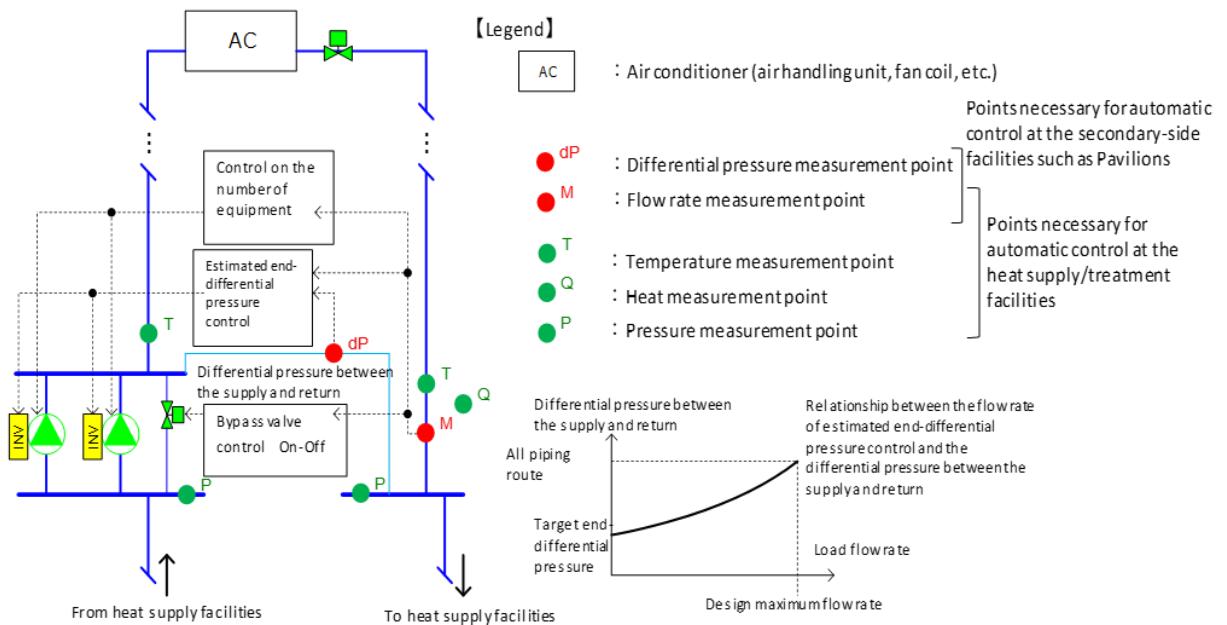 AC
【Legend】
AC
：Air conditioner (air handling unit, fan coil, etc.)
Points necessary for automatic
control at the secondary-side
facilities such as Pavilions
dP
：Differential pressure measurement point
M
：Flow rate measurement point
Points necessary for
automatic control at the
heat supply/treatment
facilities
T
：Temperature measurement point
Q
：Heat measurement point
P
：Pressure measurement point
Control on the
number of
equipment
Estimated end-
differential
pressure
control
T
dP
Differential pressure between
the supply and return
T
Q
M
Bypass valve
control On-Off
INV
INV
P
P
From heat supply facilities
To heat supply facilities
Differential pressure between
the supply and return
All piping
route
Target end-
differential
pressure
Relationship between the flow rate
of estimated end-differential
pressure control and the
differential pressure between the
supply and return
Load flow rate
Design maximum flow rate